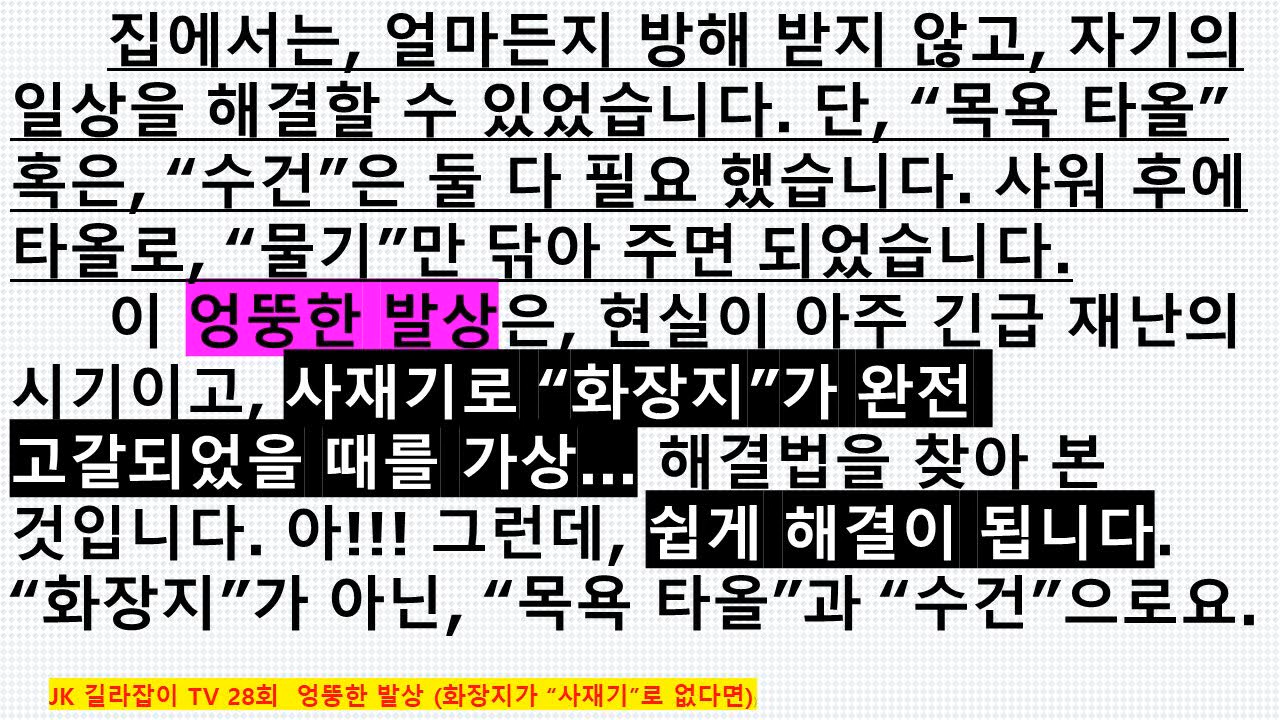 집에서는, 얼마든지 방해 받지 않고, 자기의
일상을 해결할 수 있었습니다. 단, “목욕 타올”
혹은, “수건”은 둘 다 필요 했습니다. 샤워 후에
타올로, “물기”만 닦아 주면 되었습니다.
이 엉뚱한 발상은, 현실이 아주 긴급 재난의
시기이고, 사재기로 “화장지”가 완전
고갈되었을 때를 가상... 해결법을 찾아 본
것입니다. 아!!! 그런데, 쉽게 해결이 됩니다.
“화장지”가 아닌, “목욕 타올”과 “수건”으로요.
JK 길라잡이 TV 28회 엉뚱한 발상 (화장지가 “사재기”로 없다면)